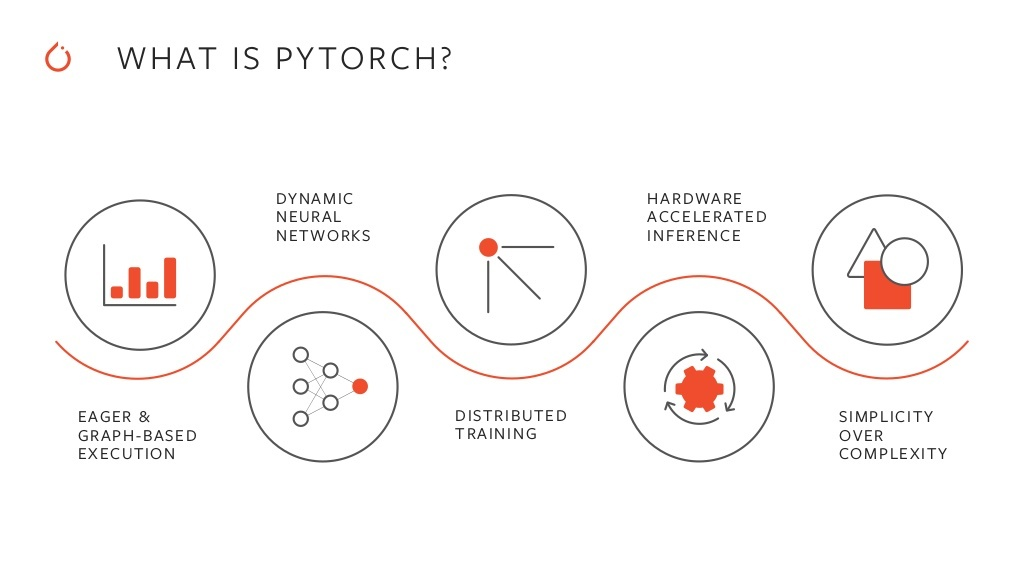 WHAT IS PYTORCH?
EAGER &
GRAPH-BASED
EXECUTION
DYNAMIC
NEURAL
NETWORKS
DISTRIBUTED
TRAINING
HARDWARE
ACCELERATED
INFERENCE
SIMPLICITY
OVER
COMPLEXITY